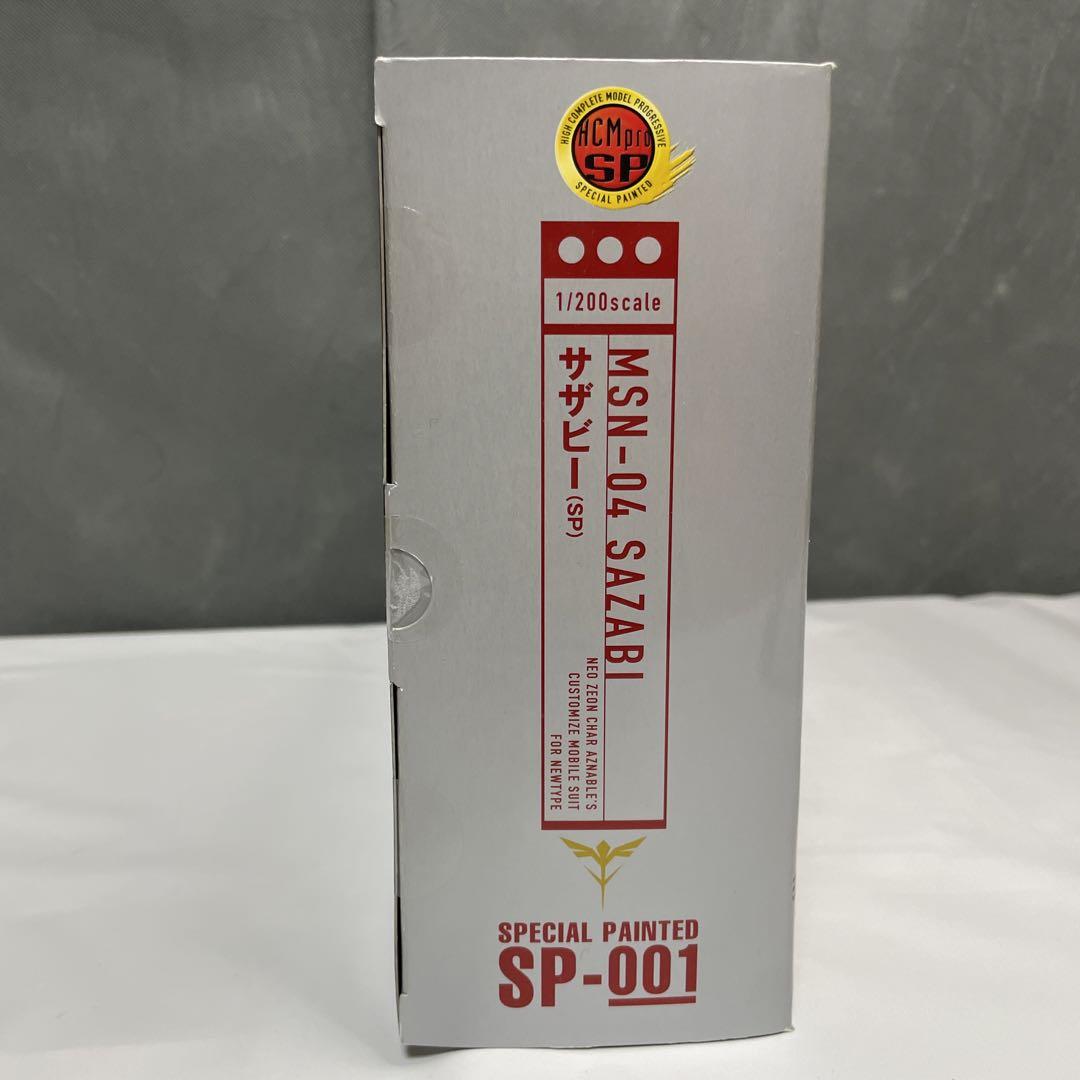 HIGH COMPLETE MODEL PROGRESSIVE
HCMpro
SP
SPECIAL PAINTED
1/200scale
MSN-04 SAZABI
サザビー(SP)
NEO ZEON CHAR AZNABLE'S
CUSTOMIZE MOBILE SUIT
FOR NEWTYPE
SPECIAL PAINTED
SP-001